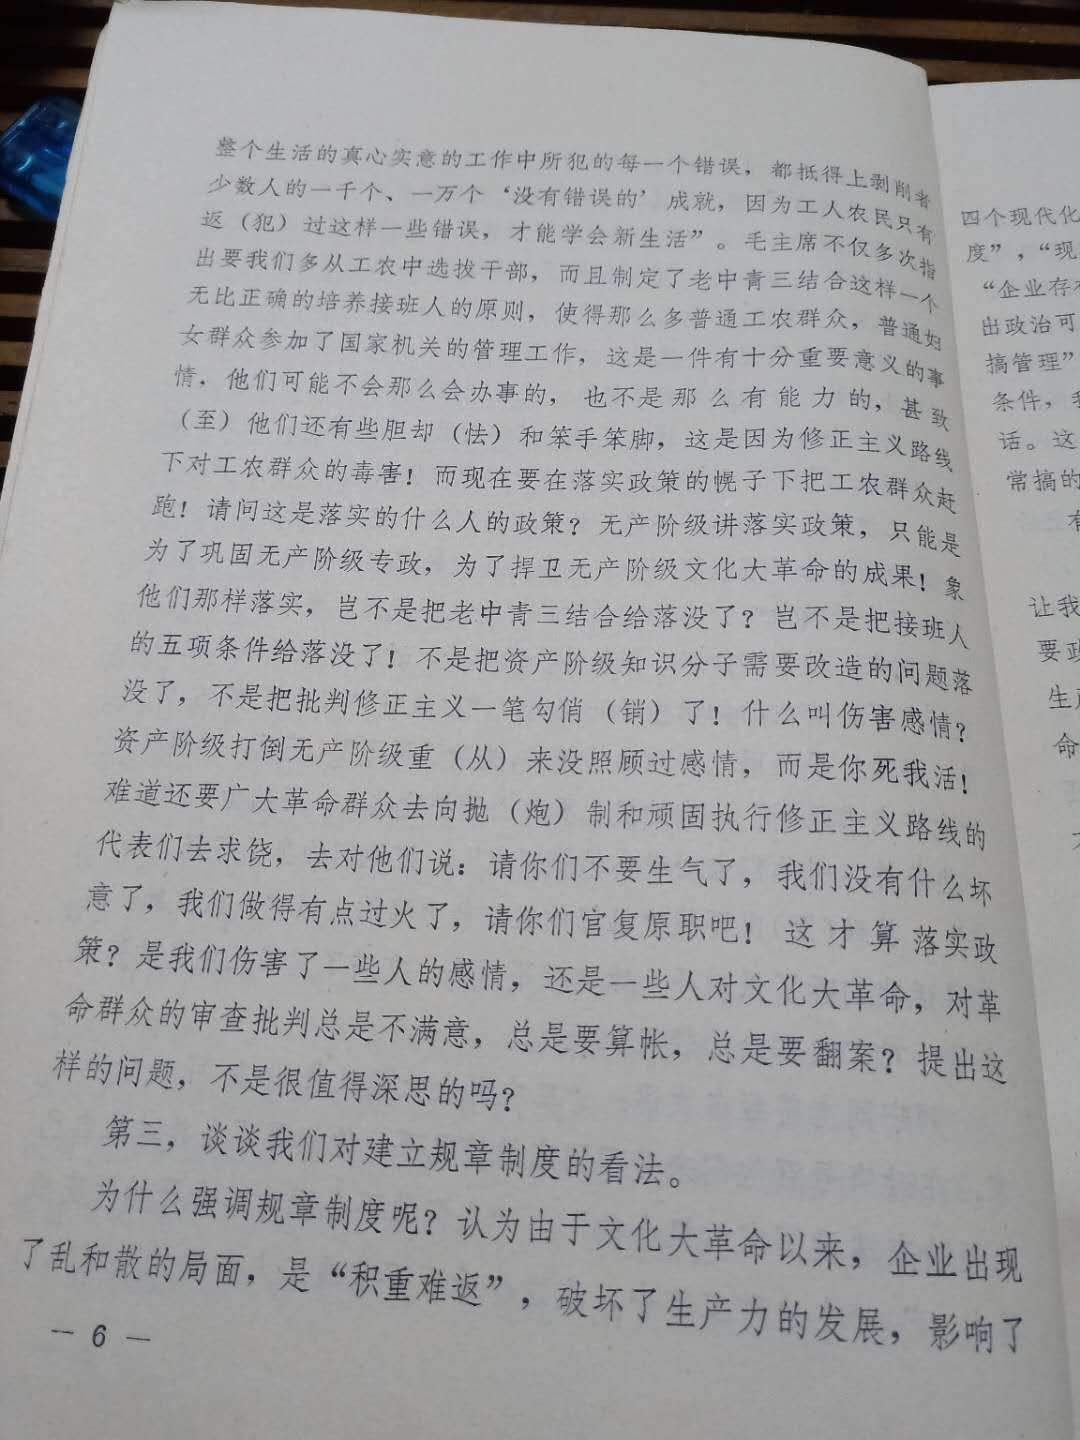 整个生活的真心实意的工作中所犯的每一个错误，都抵得上剥削者
少数人的一千个、一万个‘没有错误的’成就，因为工人农民只有
返（犯）过这样一些错误，才能学会新生活”。毛主席不仅多次指
出要我们多从工农中选拔干部，而且制定了老中青三结合这样一个
无比正确的培养接班人的原则，使得那么多普通工农群众，普通妇
女群众参加了国家机关的管理工作，这是一件有十分重要意义的事
情，他们可能不会那么会办事的，也不是那么有能力的，甚致
（至）他们还有些胆却（怯）和笨手笨脚，这是因为修正主义路线
下对工农群众的毒害！而现在要在落实政策的幌子下把工农群众赶
跑！请问这是落实的什么人的政策？无产阶级讲落实政策，只能是
为了巩固无产阶级专政，为了捍卫无产阶级文化大革命的成果！象
他们那样落实，岂不是把老中青三结合给落没了？岂不是把接班人
的五项条件给落没了！不是把资产阶级知识分子需要改造的问题落
没了，不是把批判修正主义一笔勾俏（销）了！什么叫伤害感情？
资产阶级打倒无产阶级重（从）来没照顾过感情，而是你死我活！
难道还要广大革命群众去向抛（炮）制和顽固执行修正主义路线的
代表们去求饶，去对他们说：请你们不要生气了，我们没有什么坏
意了，我们做得有点过火了，请你们官复原职吧！这才算落实政
策？是我们伤害了一些人的感情，还是一些人对文化大革命，对革
命群众的审查批判总是不满意，总是要算帐，总是要翻案？提出这
样的问题，不是很值得深思的吗？
第三，谈谈我们对建立规章制度的看法。
为什么强调规章制度呢？认为由于文化大革命以来，企业出现
了乱和散的局面，是“积重难返”，破坏了生产力的发展，影响了
— 6 —
四个现代化
度”，“现
“企业存在
出政治可
搞管理”
条件，
话。这
常搞的
让我
要政
生产
命